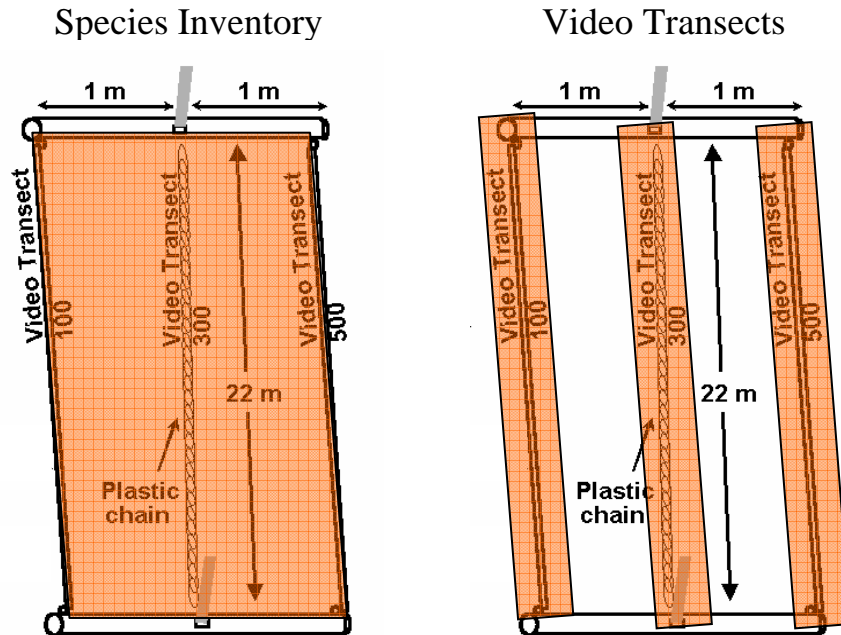 Species Inventory
1 m
1 m
Video Transect
100
Video Transect
300
Video Transect
500
22 m
Plastic
chain
Video Transects
1 m
1 m
Video Transect
100
Video Transect
300
Video Transect
500
22 m
Plastic
chain